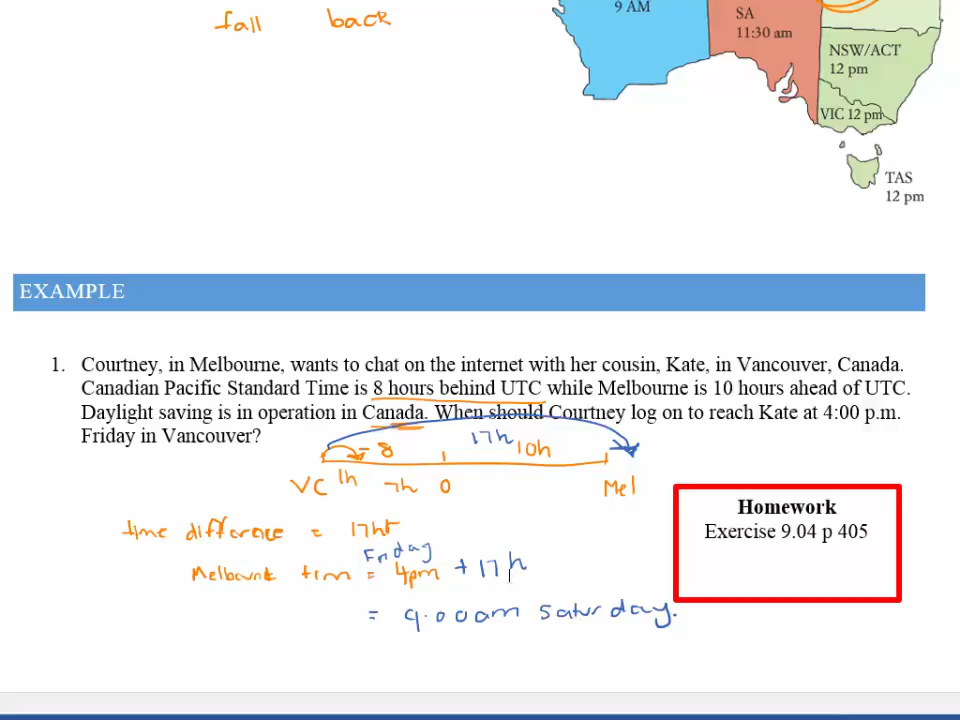 9 AM
fall back
SA
11:30 am
NSW/ACT
12 pm
VIC 12 pm
TAS
12 pm
EXAMPLE
1. Courtney, in Melbourne, wants to chat on the internet with her cousin, Kate, in Vancouver, Canada.
Canadian Pacific Standard Time is 8 hours behind UTC while Melbourne is 10 hours ahead of UTC.
Daylight saving is in operation in Canada. When should Courtney log on to reach Kate at 4:00 p.m.
Friday in Vancouver?
17h
- 8 10h
VC 1h 7h 0 Mel
Homework
Exercise 9.04 p 405
time difference = 17hr
Friday
Melbourne time = 4pm + 17h
= 9.00am Saturday.